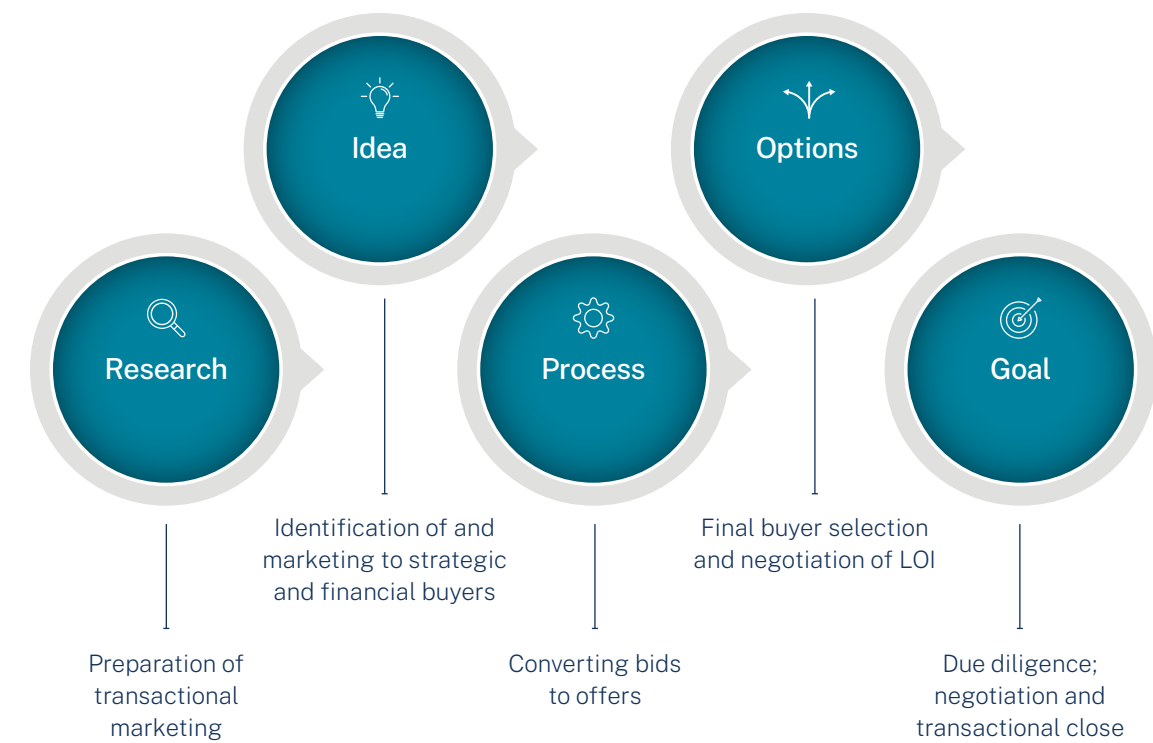 Idea
Options
Research
Process
Goal
Identification of and
marketing to strategic
and financial buyers
Final buyer selection
and negotiation of LOI
Preparation of
transactional
marketing
Converting bids
to offers
Due diligence;
negotiation and
transactional close